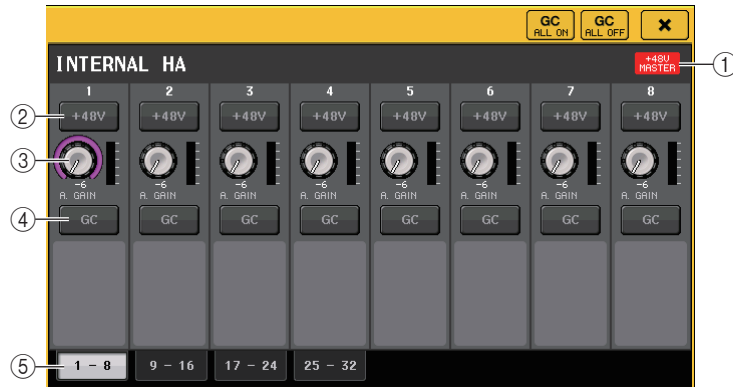 GC GC
ALL ON ALL OFF ×
INTERNAL HA +48V
MASTER ①
1 2 3 4 5 6 7 8
② +48V +48V +48V +48V +48V +48V +48V +48V
③ -6 -6 -6 -6 -6 -6 -6 -6
A. GAIN A. GAIN A. GAIN A. GAIN A. GAIN A. GAIN A. GAIN A. GAIN
④ GC GC GC GC GC GC GC GC
⑤ 1 - 8 9 - 16 17 - 24 25 - 32